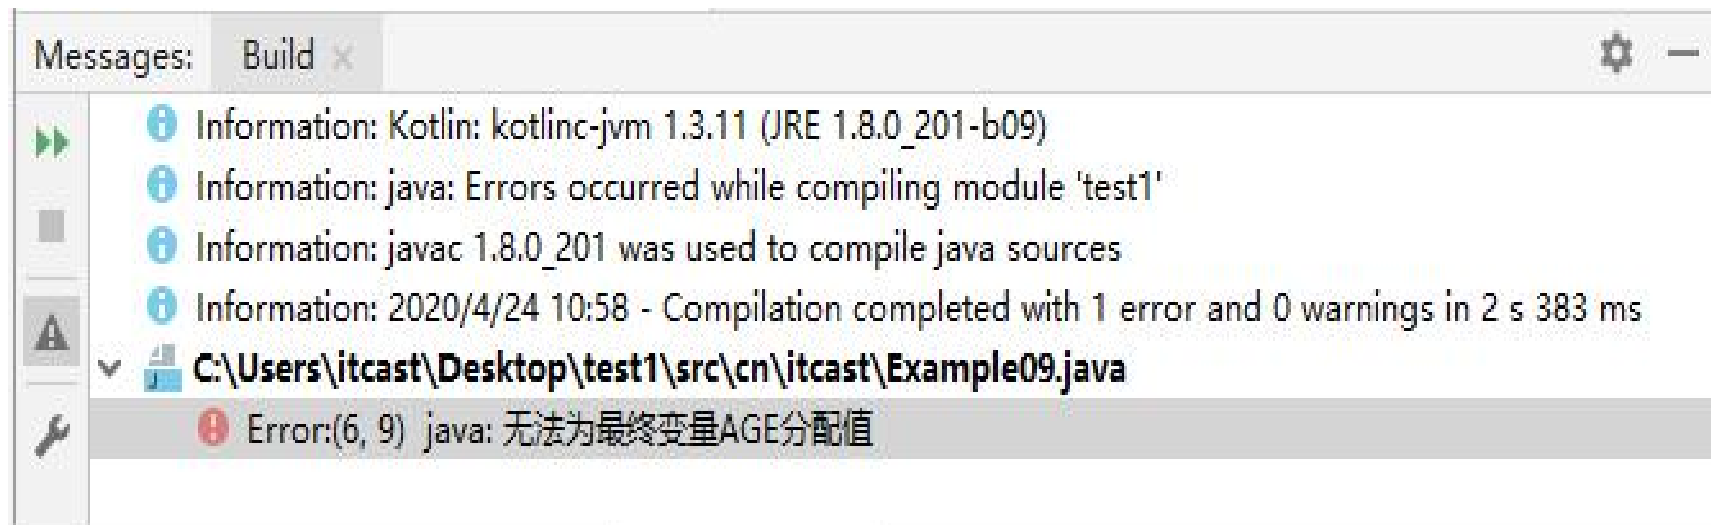 Messages: Build
Information: Kotlin: kotlinc-jvm 1.3.11 (JRE 1.8.0_201-b09)
Information: java: Errors occurred while compiling module 'test1'
Information: javac 1.8.0_201 was used to compile java sources
Information: 2020/4/24 10:58 - Compilation completed with 1 error and 0 warnings in 2 s 383 ms
C:\Users\itcast\Desktop\test1\src\cn\itcast\Example09.java
Error:(6, 9) java: 无法为最终变量AGE分配值